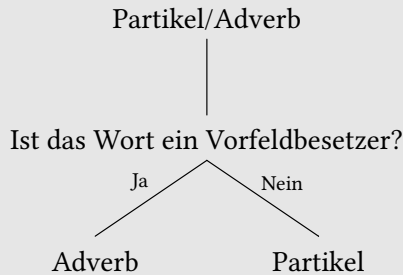 Partikel/Adverb
Ist das Wort ein Vorfeldbesetzer?
Ja Nein
Adverb Partikel